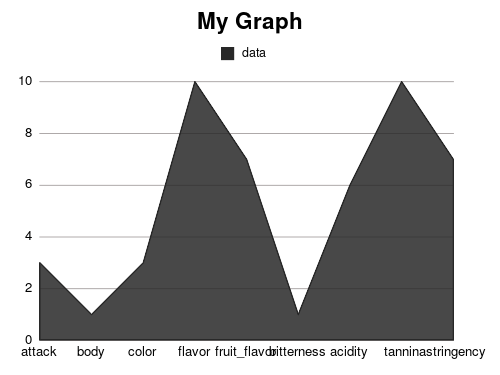 My Graph
data
10
8
6
4
2
0
attack body color flavor fruit_flavor bitterness acidity tannin astringency